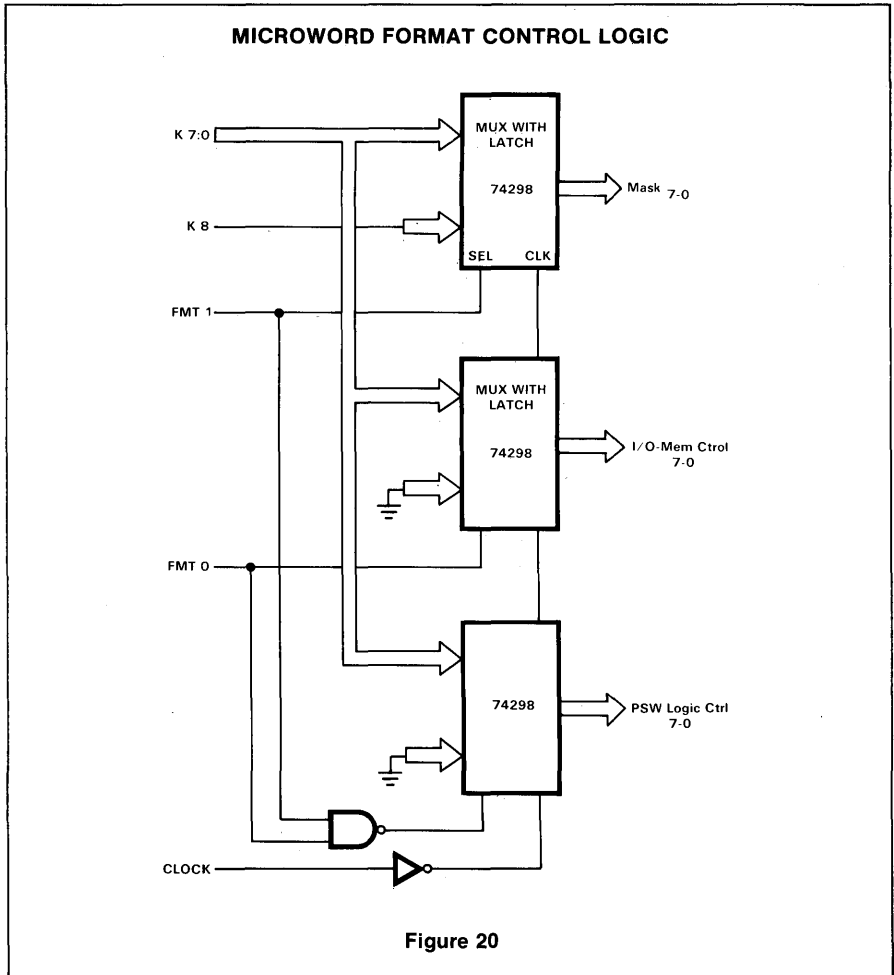 MICROWORD FORMAT CONTROL LOGIC
K 7:0
MUX WITH
LATCH
74298
Mask 7-0
K 8
SEL CLK
FMT 1
MUX WITH
LATCH
74298
I/O-Mem Ctrol
7-0
FMT 0
74298
PSW Logic Ctrl
7-0
CLOCK
Figure 20